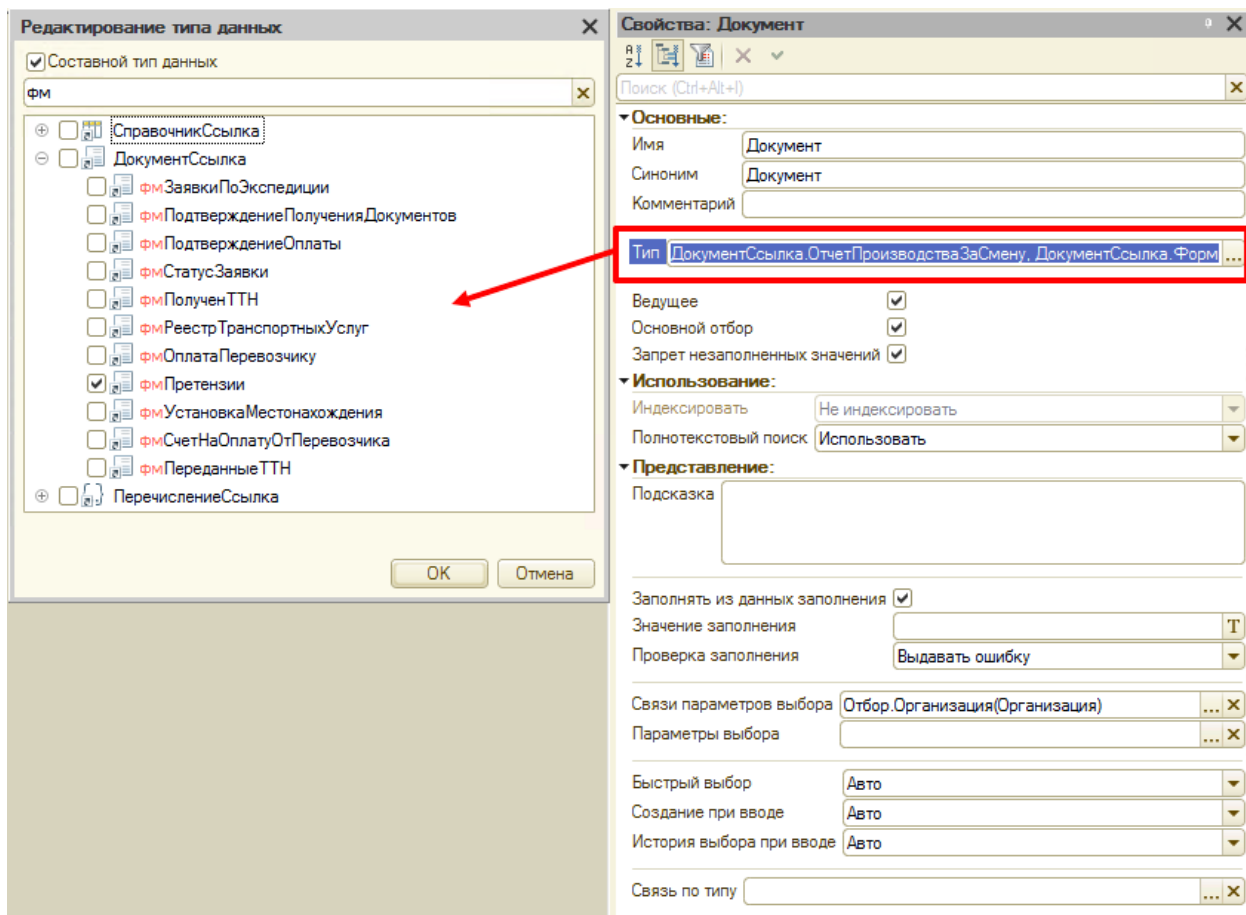 Редактирование типа данных
Составной тип данных
фм
СправочникСсылка
ДокументСсылка
фмЗаявкиПоЭкспедиции
фмПодтверждениеПолученияДокументов
фмПодтверждениеОплаты
фмСтатусЗаявки
фмПолученТТН
фмРеестрТранспортныхУслуг
фмОплатаПеревозчику
фмПретензии
фмУстановкаМестонахождения
фмСчетНаОплатуОтПеревозчика
фмПереданныеТТН
ПеречислениеСсылка
ОК Отмена
Свойства: Документ
Поиск (Ctrl+Alt+I)
Основные:
Имя Документ
Синоним Документ
Комментарий
Тип ДокументСсылка.ОтчетПроизводстваЗаСмену, ДокументСсылка.Форм ...
Ведущее
Основной отбор
Запрет незаполненных значений
Использование:
Индексировать Не индексировать
Полнотекстовый поиск Использовать
Представление:
Подсказка
Заполнять из данных заполнения
Значение заполнения T
Проверка заполнения Выдавать ошибку
Связи параметров выбора Отбор.Организация(Организация) ...
Параметры выбора ...
Быстрый выбор Авто
Создание при вводе Авто
История выбора при вводе Авто
Связь по типу ...